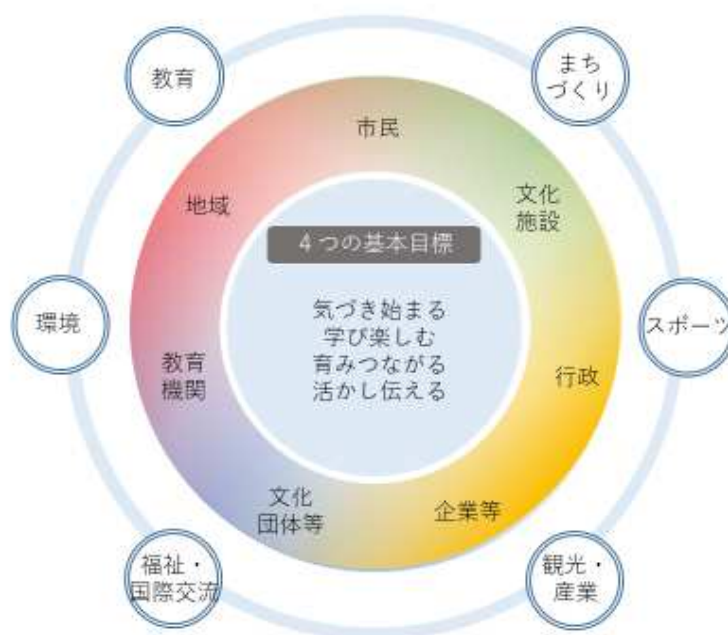 教育
まち
づくり
市民
地域
文化
施設
4つの基本目標
気づき始まる
学び楽しむ
育みつながる
活かし伝える
環境
スポーツ
教育
機関
行政
文化
団体等
企業等
福祉・
国際交流
観光・
産業